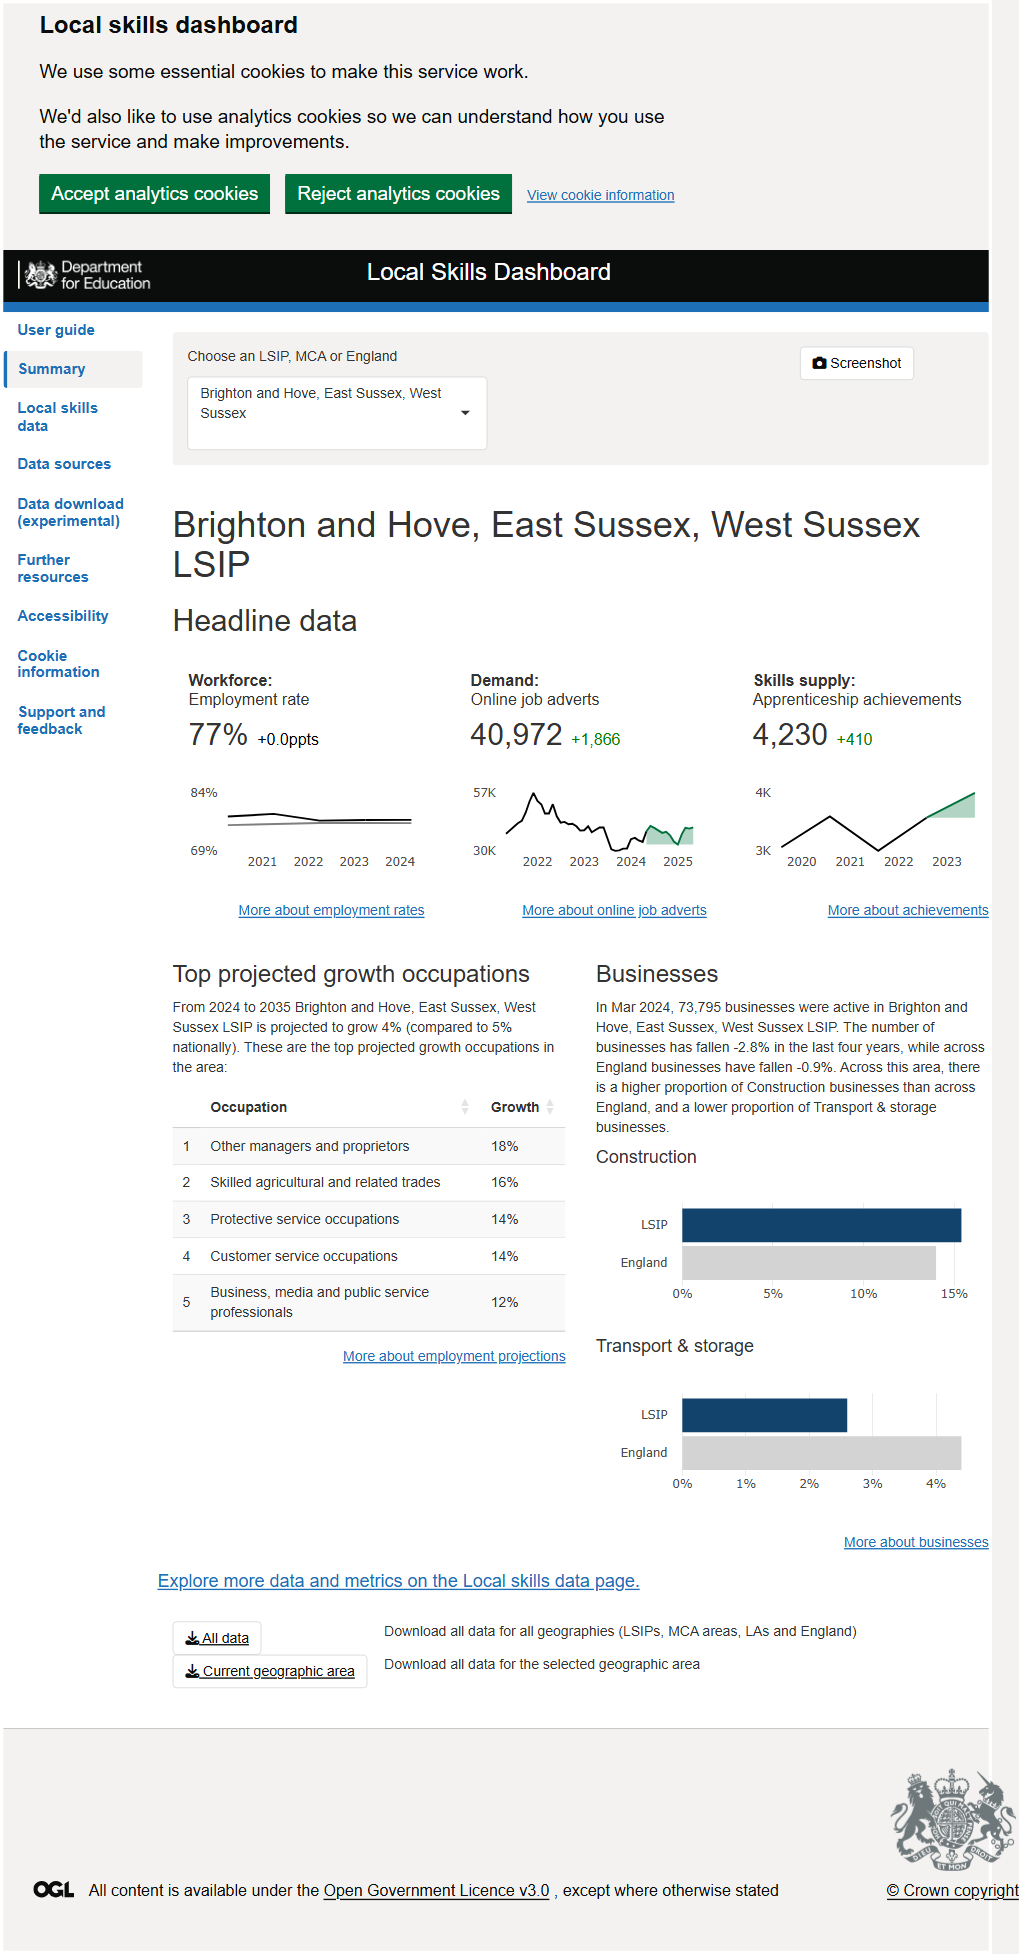 Local skills dashboard
We use some essential cookies to make this service work.
We'd also like to use analytics cookies so we can understand how you use
the service and make improvements.
Accept analytics cookies
Reject analytics cookies
View cookie information
Department
for Education
Local Skills Dashboard
User guide
Summary
Local skills
data
Data sources
Data download
(experimental)
Further
resources
Accessibility
Cookie
information
Support and
feedback
Choose an LSIP, MCA or England
Screenshot
Brighton and Hove, East Sussex, West
Sussex
Brighton and Hove, East Sussex, West Sussex
LSIP
Headline data
Workforce:
Employment rate
77% +0.0ppts
84%
69%
2021 2022 2023 2024
More about employment rates
Demand:
Online job adverts
40,972 +1,866
57K
30K
2022 2023 2024 2025
More about online job adverts
Skills supply:
Apprenticeship achievements
4,230 +410
4K
3K
2020 2021 2022 2023
More about achievements
Top projected growth occupations
From 2024 to 2035 Brighton and Hove, East Sussex, West
Sussex LSIP is projected to grow 4% (compared to 5%
nationally). These are the top projected growth occupations in
the area:
Occupation Growth
1 Other managers and proprietors 18%
2 Skilled agricultural and related trades 16%
3 Protective service occupations 14%
4 Customer service occupations 14%
5 Business, media and public service
professionals 12%
More about employment projections
Businesses
In Mar 2024, 73,795 businesses were active in Brighton and
Hove, East Sussex, West Sussex LSIP. The number of
businesses has fallen -2.8% in the last four years, while across
England businesses have fallen -0.9%. Across this area, there
is a higher proportion of Construction businesses than across
England, and a lower proportion of Transport & storage
businesses.
Construction
LSIP
England
0% 5% 10% 15%
Transport & storage
LSIP
England
0% 1% 2% 3% 4%
More about businesses
Explore more data and metrics on the Local skills data page.
All data
Download all data for all geographies (LSIPs, MCA areas, LAs and England)
Current geographic area
Download all data for the selected geographic area
DIEU ET MON DROIT
OGL All content is available under the Open Government Licence v3.0 , except where otherwise stated
© Crown copyright